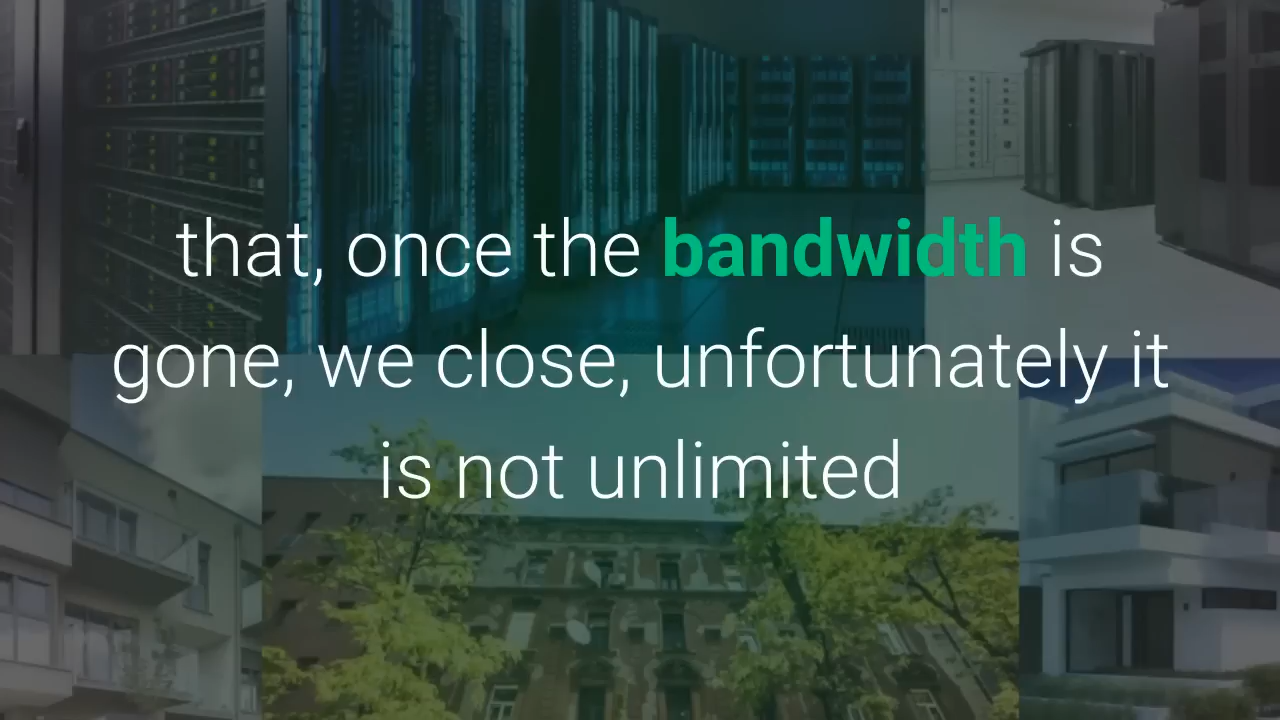 that, once the bandwidth is
gone, we close, unfortunately it
is not unlimited